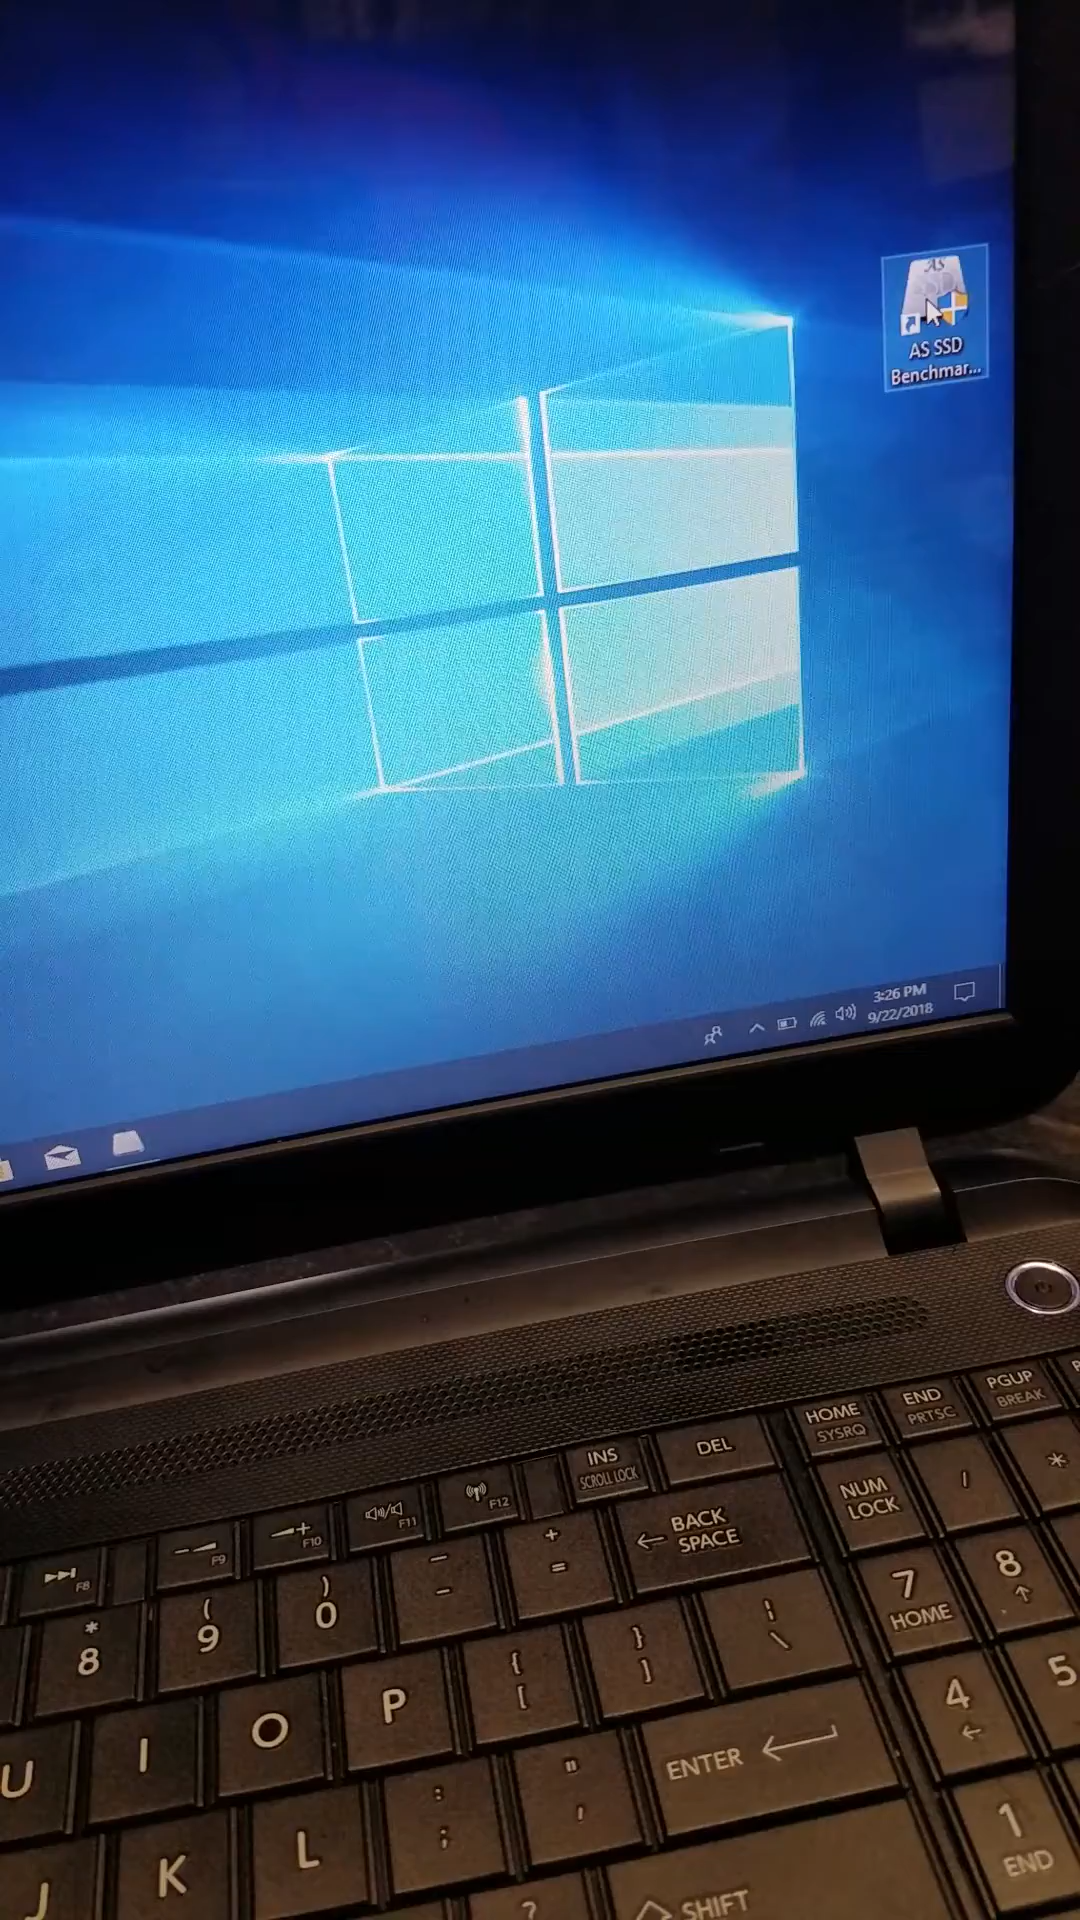 AS
SSD
AS SSD
Benchmar...
3:26 PM
9/22/2018
HOME
SYSRQ
END
PRTSC
PGUP
BREAK
INS
SCROLL LOCK
DEL
NUM
LOCK
/
*
F8
F9
F10
F11
F12
← BACK
SPACE
7
HOME
8
↑
*
8
(
9
)
0
–
-
+
=
U
I
O
P
{
[
}
]
¦
\
4
←
5
J
K
L
:
;
"
'
ENTER
1
END
?
SHIFT